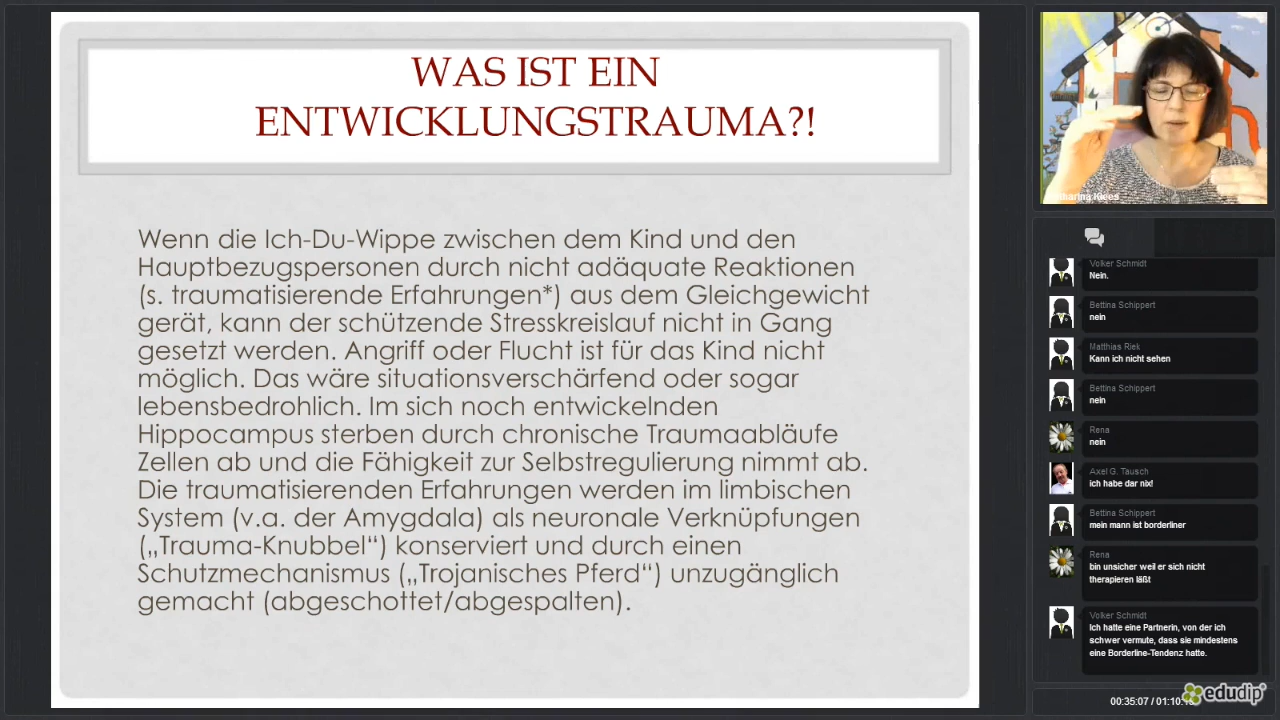 WAS IST EIN
ENTWICKLUNGSTRAUMA?!
Wenn die Ich-Du-Wippe zwischen dem Kind und den
Hauptbezugspersonen durch nicht adäquate Reaktionen
(s. traumatisierende Erfahrungen*) aus dem Gleichgewicht
gerät, kann der schützende Stresskreislauf nicht in Gang
gesetzt werden. Angriff oder Flucht ist für das Kind nicht
möglich. Das wäre situationsverschärfend oder sogar
lebensbedrohlich. Im sich noch entwickelnden
Hippocampus sterben durch chronische Traumaabläufe
Zellen ab und die Fähigkeit zur Selbstregulierung nimmt ab.
Die traumatisierenden Erfahrungen werden im limbischen
System (v.a. der Amygdala) als neuronale Verknüpfungen
(„Trauma-Knubbel“) konserviert und durch einen
Schutzmechanismus („Trojanisches Pferd“) unzugänglich
gemacht (abgeschottet/abgespalten).
Klees
Volker Schmidt
Nein.
Bettina Schippert
nein
Matthias Riek
Kann ich nicht sehen
Bettina Schippert
nein
Rena
nein
Axel G. Tausch
ich habe dar nix!
Bettina Schippert
mein mann ist borderliner
Rena
bin unsicher weil er sich nicht
therapieren läßt
Volker Schmidt
Ich hatte eine Partnerin, von der ich
schwer vermute, dass sie mindestens
eine Borderline-Tendenz hatte.
00:35:07 /
edudip